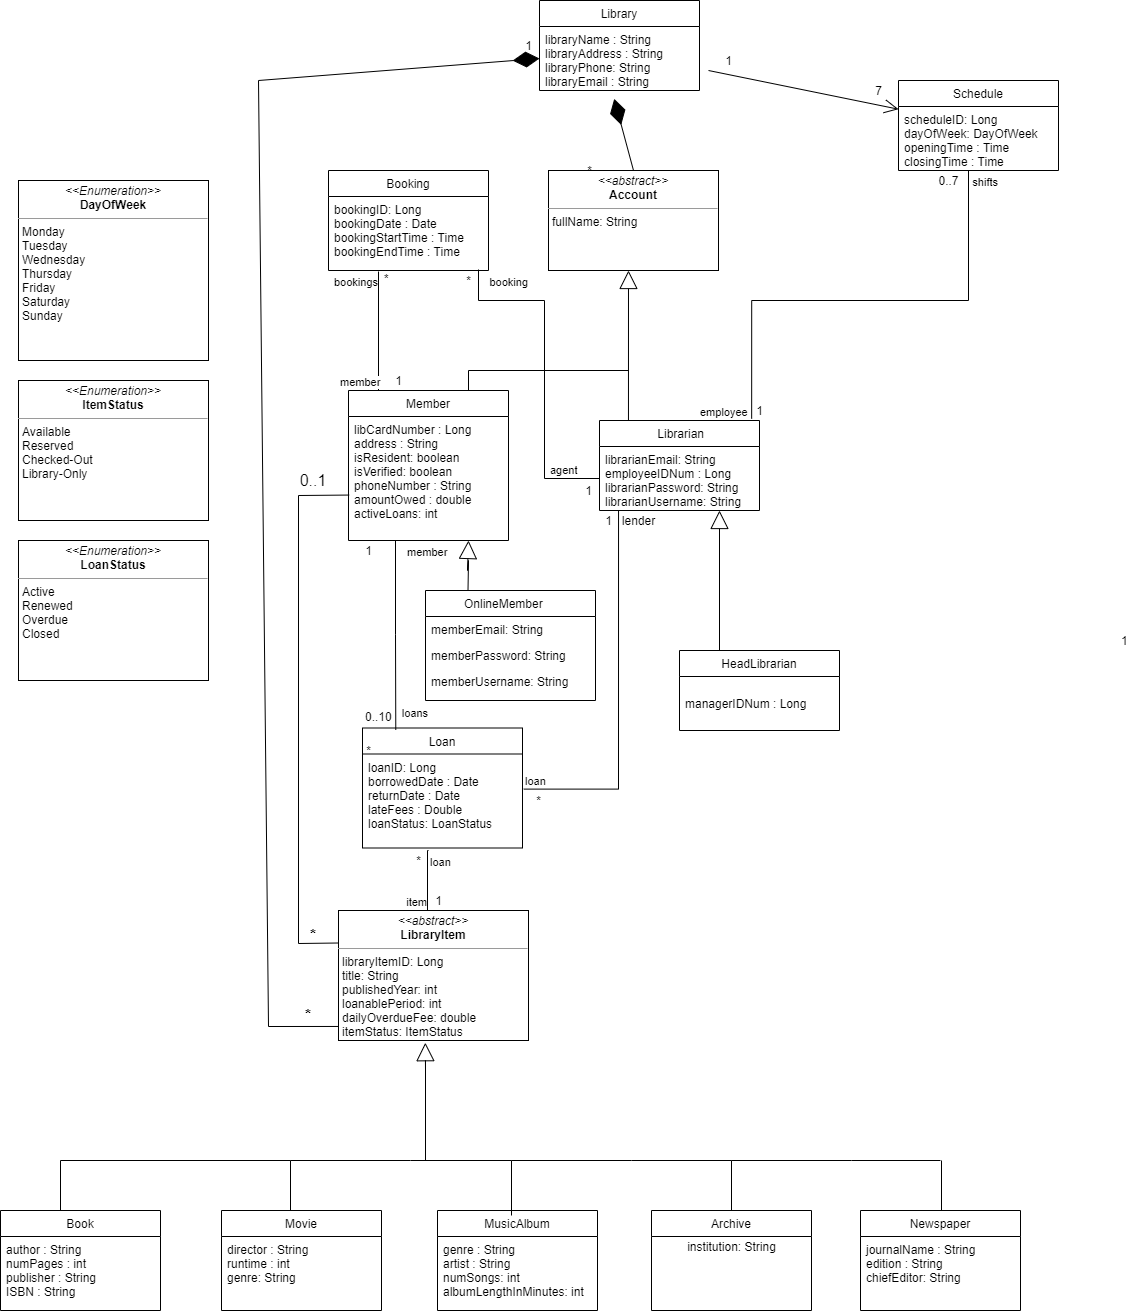 Library
libraryName : String
libraryAddress : String
libraryPhone: String
libraryEmail : String
1
1
7
Schedule
scheduleID: Long
dayOfWeek: DayOfWeek
openingTime : Time
closingTime : Time
0..7
shifts
*
<<abstract>>
Account
fullName: String
Booking
bookingID: Long
bookingDate : Date
bookingStartTime : Time
bookingEndTime : Time
bookings
*
*
booking
<<Enumeration>>
DayOfWeek
Monday
Tuesday
Wednesday
Thursday
Friday
Saturday
Sunday
<<Enumeration>>
ItemStatus
Available
Reserved
Checked-Out
Library-Only
<<Enumeration>>
LoanStatus
Active
Renewed
Overdue
Closed
member
1
Member
libCardNumber : Long
address : String
isResident: boolean
isVerified: boolean
phoneNumber : String
amountOwed : double
activeLoans: int
0..1
employee
1
Librarian
librarianEmail: String
employeeIDNum : Long
librarianPassword: String
librarianUsername: String
agent
1
1
lender
1
member
OnlineMember
memberEmail: String
memberPassword: String
memberUsername: String
HeadLibrarian
managerIDNum : Long
1
0..10
loans
Loan
*
loanID: Long
borrowedDate : Date
returnDate : Date
lateFees : Double
loanStatus: LoanStatus
loan
*
*
loan
item
1
<<abstract>>
LibraryItem
libraryItemID: Long
title: String
publishedYear: int
loanablePeriod: int
dailyOverdueFee: double
itemStatus: ItemStatus
*
*
Book
author : String
numPages : int
publisher : String
ISBN : String
Movie
director : String
runtime : int
genre: String
MusicAlbum
genre : String
artist : String
numSongs: int
albumLengthInMinutes: int
Archive
institution: String
Newspaper
journalName : String
edition : String
chiefEditor: String